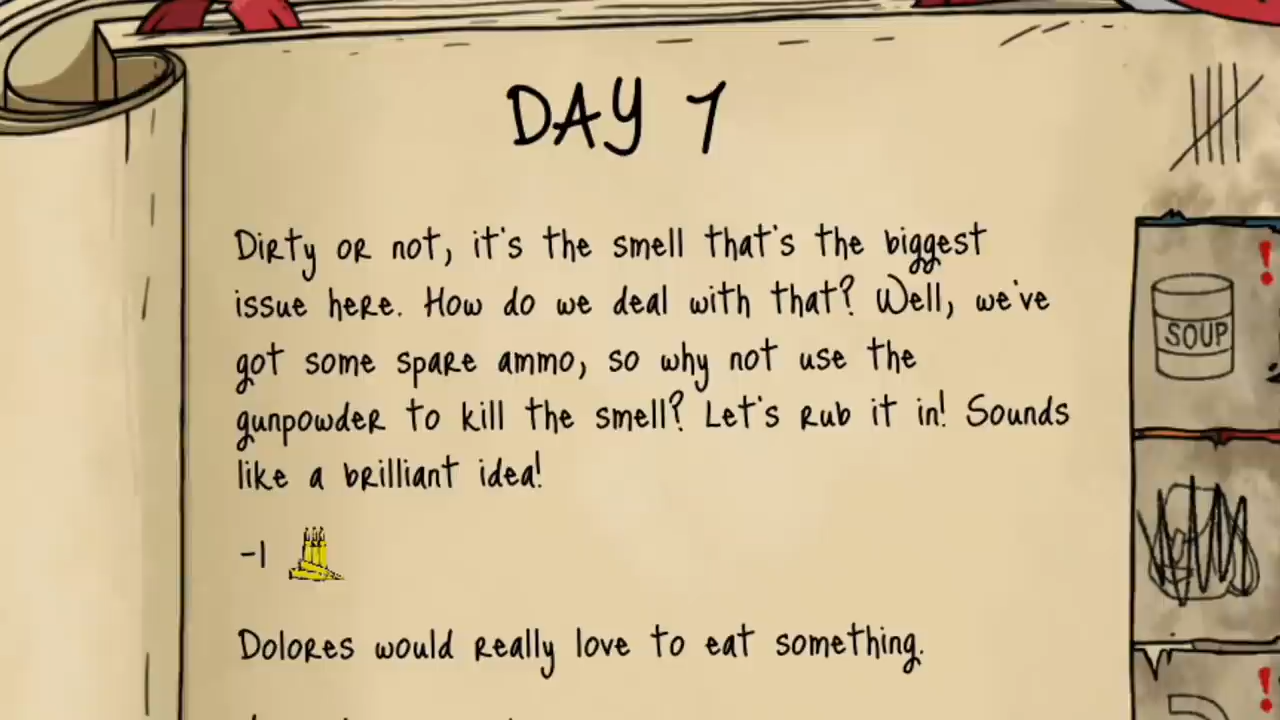 DAY 7
Dirty or not, it's the smell that's the biggest
issue here. How do we deal with that? Well, we've
got some spare ammo, so why not use the
gunpowder to kill the smell? Let's rub it in! Sounds
like a brilliant idea!
SOUP
-1
Dolores would really love to eat something.